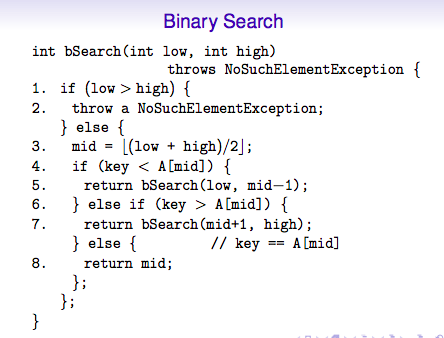 Binary Search
int bSearch(int low, int high)
throws NoSuchElementException {
1. if (low > high) {
2. throw a NoSuchElementException;
} else {
3. mid = ⌊(low + high)/2⌋;
4. if (key < A[mid]) {
5. return bSearch(low, mid−1);
6. } else if (key > A[mid]) {
7. return bSearch(mid+1, high);
} else { // key == A[mid]
8. return mid;
};
};
}